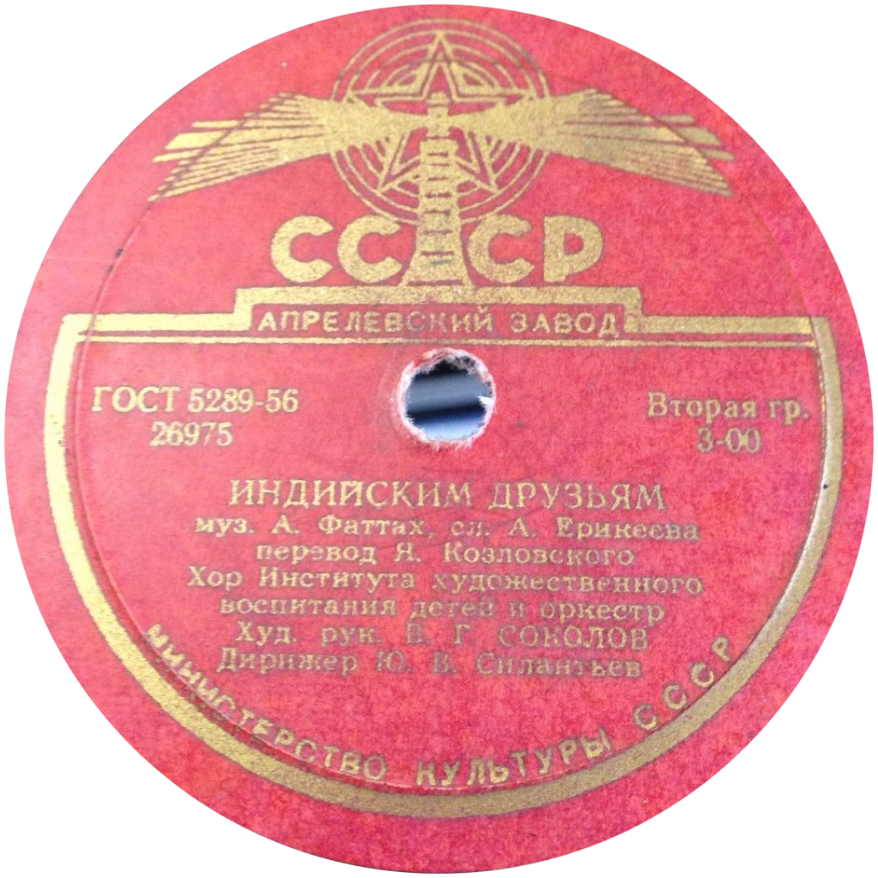 СССР
АПРЕЛЕВСКИЙ ЗАВОД
ГОСТ 5289-56
26975
Вторая гр.
3-00
ИНДИЙСКИМ ДРУЗЬЯМ
муз. А. Фаттах, сл. А. Ерикеева
перевод Я. Козловского
Хор Института художественного
воспитания детей и оркестр
Худ. рук. В. Г. СОКОЛОВ
Дирижер Ю. В. Силантьев
МИНИСТЕРСТВО КУЛЬТУРЫ СССР